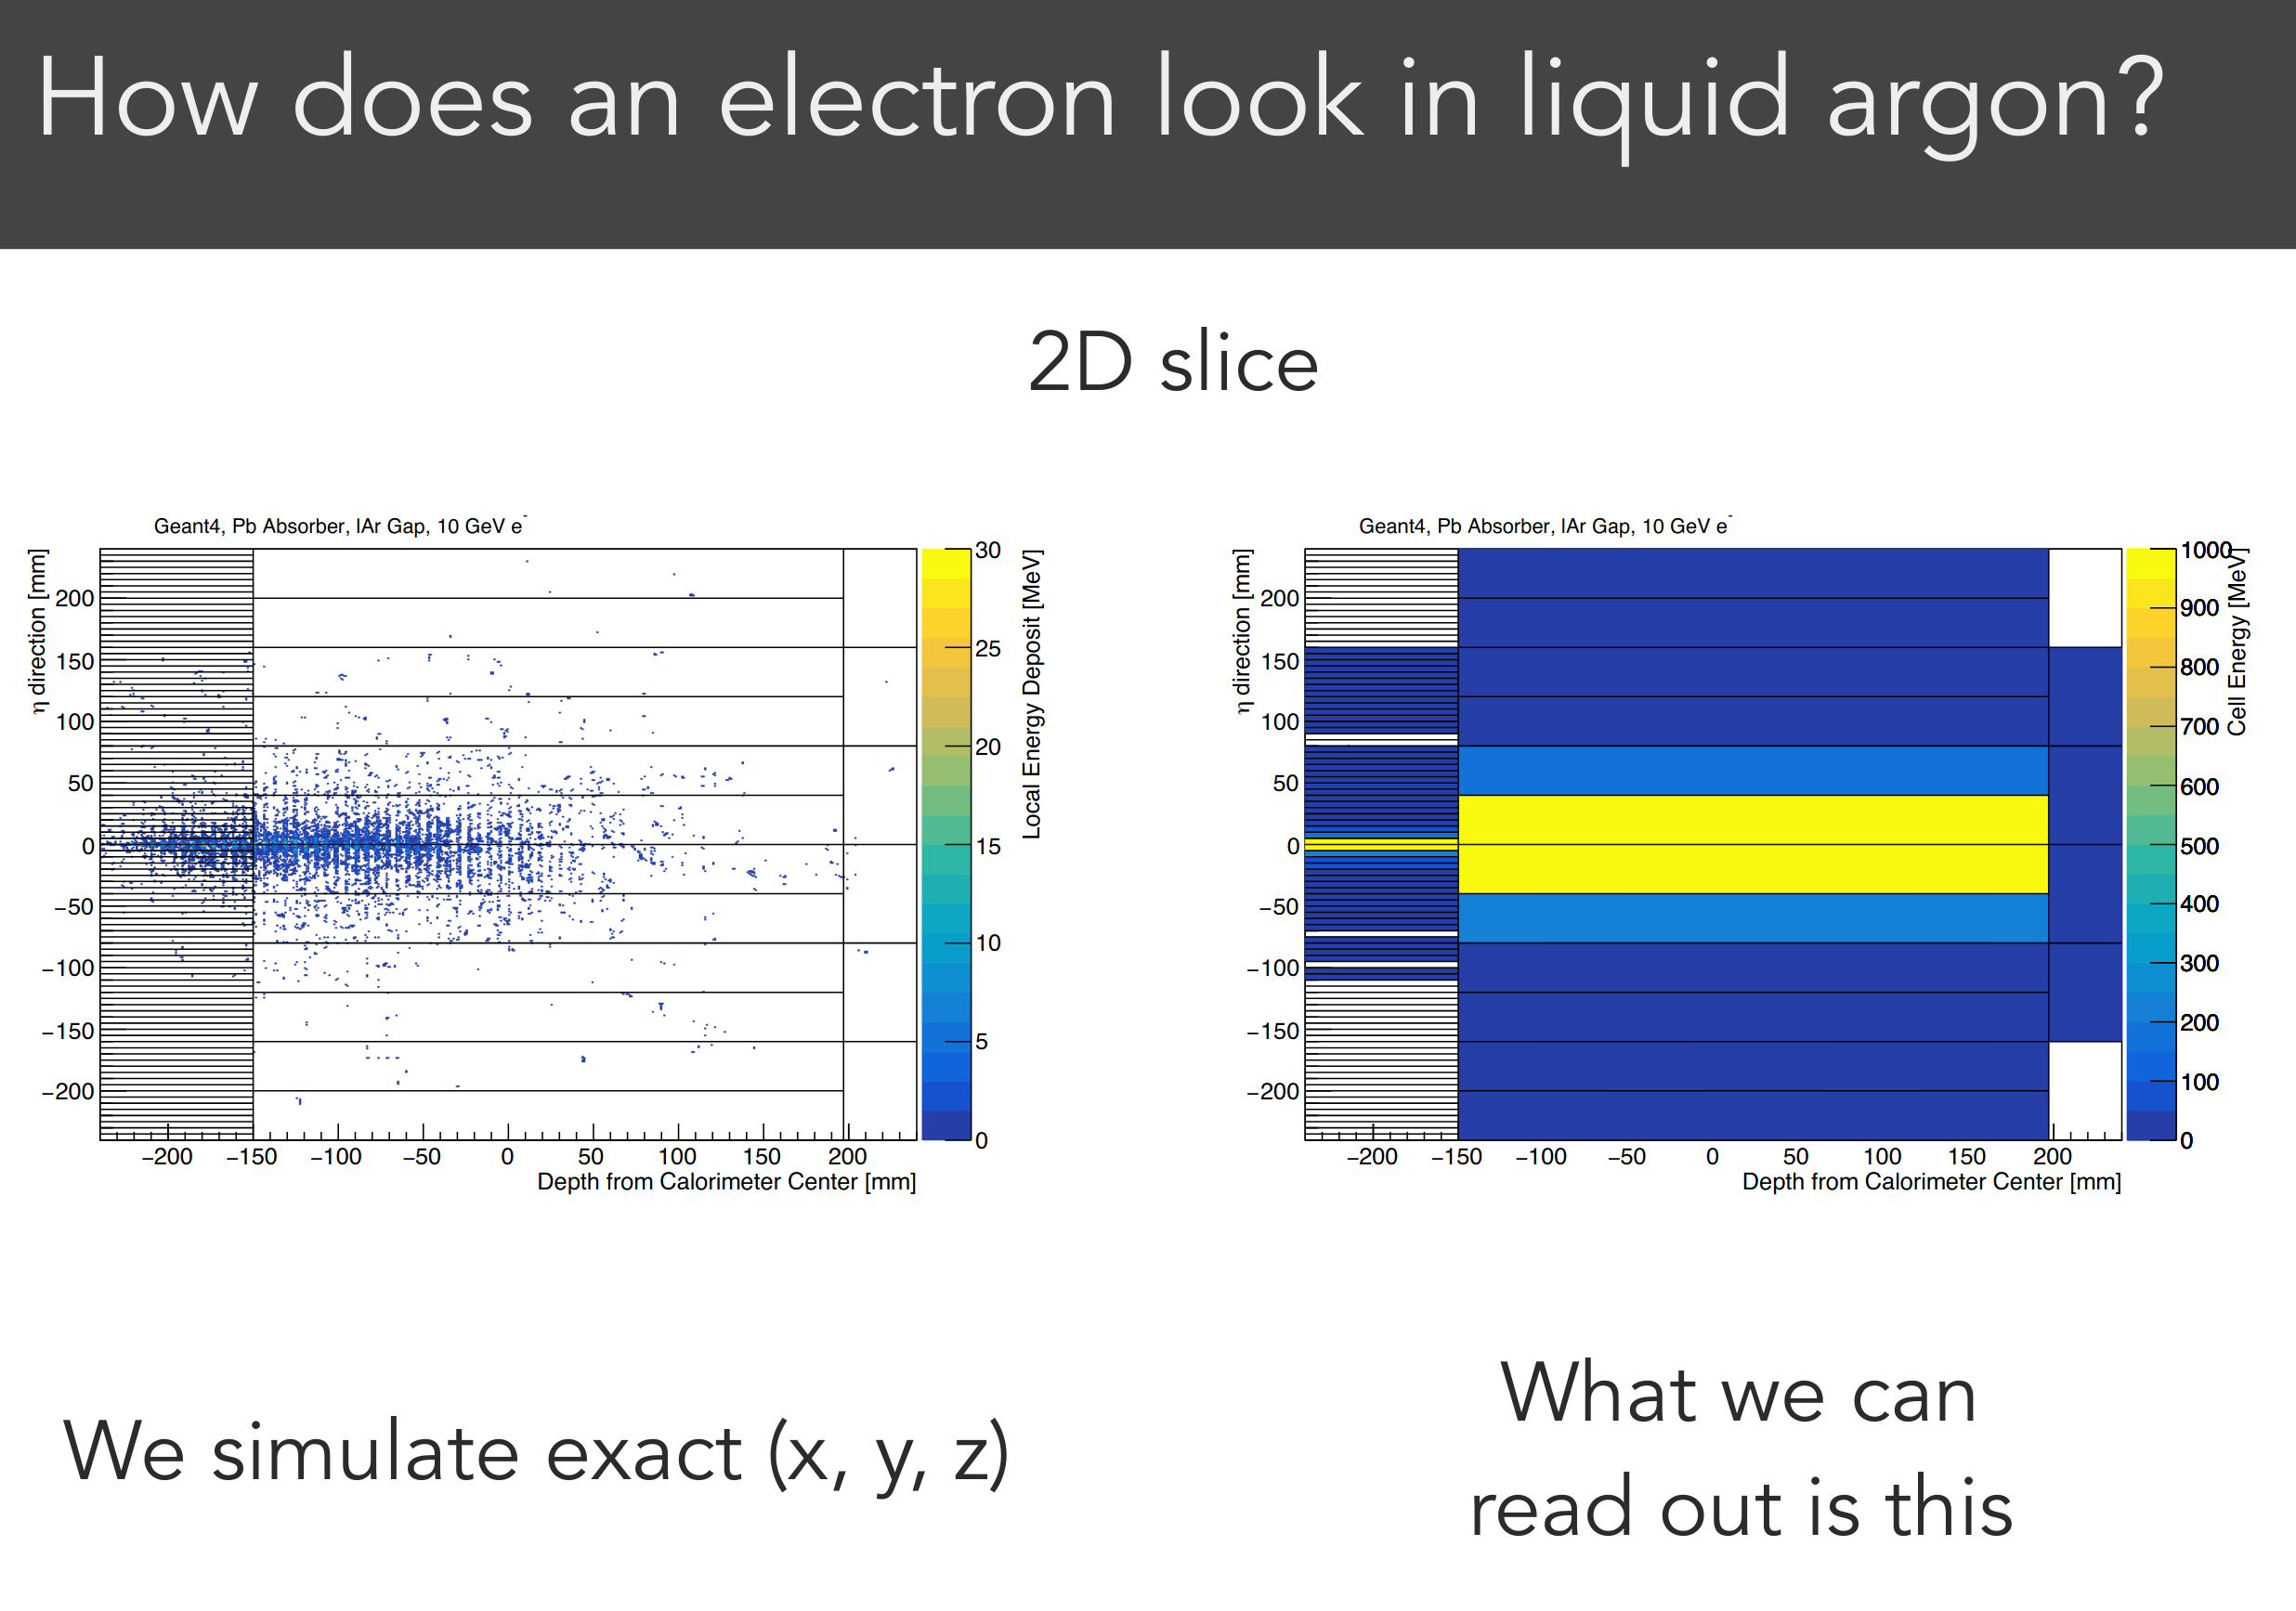 How does an electron look in liquid argon?
2D slice
Geant4, Pb Absorber, lAr Gap, 10 GeV e-
η direction [mm]
200
150
100
50
0
−50
−100
−150
−200
−200 −150 −100 −50 0 50 100 150 200
Depth from Calorimeter Center [mm]
30
25
20
15
10
5
0
Local Energy Deposit [MeV]
Geant4, Pb Absorber, lAr Gap, 10 GeV e-
η direction [mm]
200
150
100
50
0
−50
−100
−150
−200
−200 −150 −100 −50 0 50 100 150 200
Depth from Calorimeter Center [mm]
1000
900
800
700
600
500
400
300
200
100
0
Cell Energy [MeV]
We simulate exact (x, y, z)
What we can
read out is this